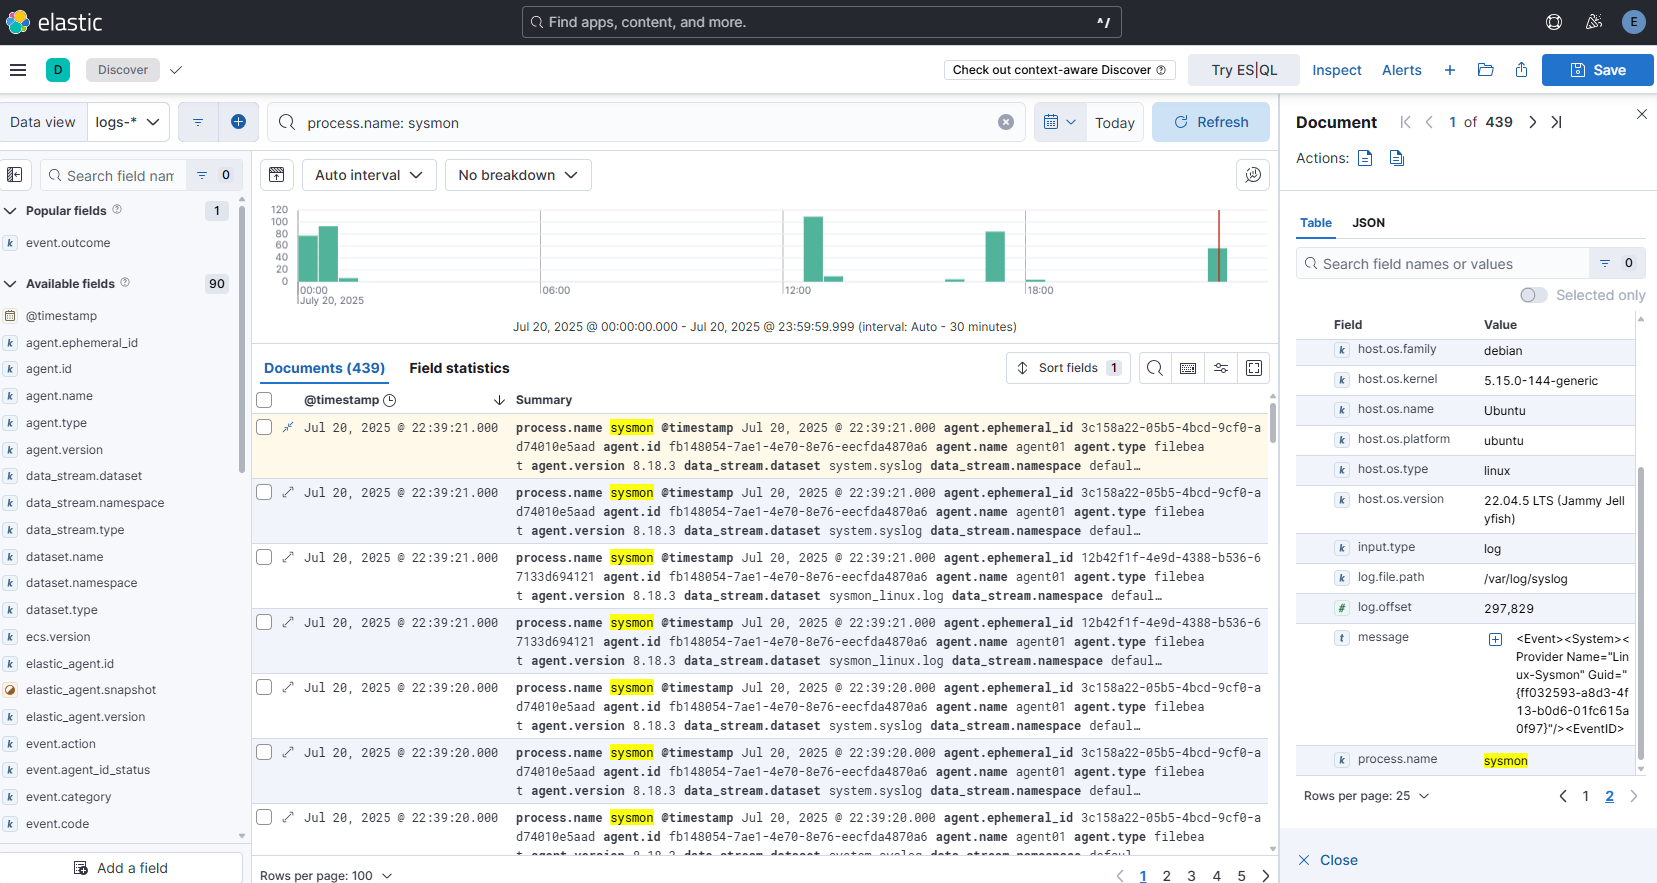 elastic
Find apps, content, and more.
^/
E
D
Discover
Check out context-aware Discover
Try ES|QL
Inspect
Alerts
Save
Data view
logs-*
process.name: sysmon
Today
Refresh
Search field nam
0
Popular fields
1
event.outcome
Available fields
90
@timestamp
agent.ephemeral_id
agent.id
agent.name
agent.type
agent.version
data_stream.dataset
data_stream.namespace
data_stream.type
dataset.name
dataset.namespace
dataset.type
ecs.version
elastic_agent.id
elastic_agent.snapshot
elastic_agent.version
event.action
event.agent_id_status
event.category
event.code
Add a field
Auto interval
No breakdown
120
100
80
60
40
20
0
00:00
July 20, 2025
06:00
12:00
18:00
Jul 20, 2025 @ 00:00:00.000 - Jul 20, 2025 @ 23:59:59.999 (interval: Auto - 30 minutes)
Documents (439)
Field statistics
Sort fields
1
@timestamp
Summary
Jul 20, 2025 @ 22:39:21.000
process.name sysmon @timestamp Jul 20, 2025 @ 22:39:21.000 agent.ephemeral_id 3c158a22-05b5-4bcd-9cf0-a
d74010e5aad agent.id fb148054-7ae1-4e70-8e76-eecfda4870a6 agent.name agent01 agent.type filebea
t agent.version 8.18.3 data_stream.dataset system.syslog data_stream.namespace defaul…
Jul 20, 2025 @ 22:39:21.000
process.name sysmon @timestamp Jul 20, 2025 @ 22:39:21.000 agent.ephemeral_id 3c158a22-05b5-4bcd-9cf0-a
d74010e5aad agent.id fb148054-7ae1-4e70-8e76-eecfda4870a6 agent.name agent01 agent.type filebea
t agent.version 8.18.3 data_stream.dataset system.syslog data_stream.namespace defaul…
Jul 20, 2025 @ 22:39:21.000
process.name sysmon @timestamp Jul 20, 2025 @ 22:39:21.000 agent.ephemeral_id 12b42f1f-4e9d-4388-b536-6
7133d694121 agent.id fb148054-7ae1-4e70-8e76-eecfda4870a6 agent.name agent01 agent.type filebea
t agent.version 8.18.3 data_stream.dataset sysmon_linux.log data_stream.namespace defaul…
Jul 20, 2025 @ 22:39:21.000
process.name sysmon @timestamp Jul 20, 2025 @ 22:39:21.000 agent.ephemeral_id 12b42f1f-4e9d-4388-b536-6
7133d694121 agent.id fb148054-7ae1-4e70-8e76-eecfda4870a6 agent.name agent01 agent.type filebea
t agent.version 8.18.3 data_stream.dataset sysmon_linux.log data_stream.namespace defaul…
Jul 20, 2025 @ 22:39:20.000
process.name sysmon @timestamp Jul 20, 2025 @ 22:39:20.000 agent.ephemeral_id 3c158a22-05b5-4bcd-9cf0-a
d74010e5aad agent.id fb148054-7ae1-4e70-8e76-eecfda4870a6 agent.name agent01 agent.type filebea
t agent.version 8.18.3 data_stream.dataset system.syslog data_stream.namespace defaul…
Jul 20, 2025 @ 22:39:20.000
process.name sysmon @timestamp Jul 20, 2025 @ 22:39:20.000 agent.ephemeral_id 3c158a22-05b5-4bcd-9cf0-a
d74010e5aad agent.id fb148054-7ae1-4e70-8e76-eecfda4870a6 agent.name agent01 agent.type filebea
t agent.version 8.18.3 data_stream.dataset system.syslog data_stream.namespace defaul…
Jul 20, 2025 @ 22:39:20.000
process.name sysmon @timestamp Jul 20, 2025 @ 22:39:20.000 agent.ephemeral_id 3c158a22-05b5-4bcd-9cf0-a
d74010e5aad agent.id fb148054-7ae1-4e70-8e76-eecfda4870a6 agent.name agent01 agent.type filebea
Rows per page: 100
1 2 3 4 5
Document
1 of 439
Actions:
Table
JSON
Search field names or values
0
Selected only
Field
Value
host.os.family
debian
host.os.kernel
5.15.0-144-generic
host.os.name
Ubuntu
host.os.platform
ubuntu
host.os.type
linux
host.os.version
22.04.5 LTS (Jammy Jell
yfish)
input.type
log
log.file.path
/var/log/syslog
log.offset
297,829
message
<Event><System><
Provider Name="Lin
ux-Sysmon" Guid="
{ff032593-a8d3-4f
13-b0d6-01fc615a
0f97}"/><EventID>
process.name
sysmon
Rows per page: 25
1 2
Close